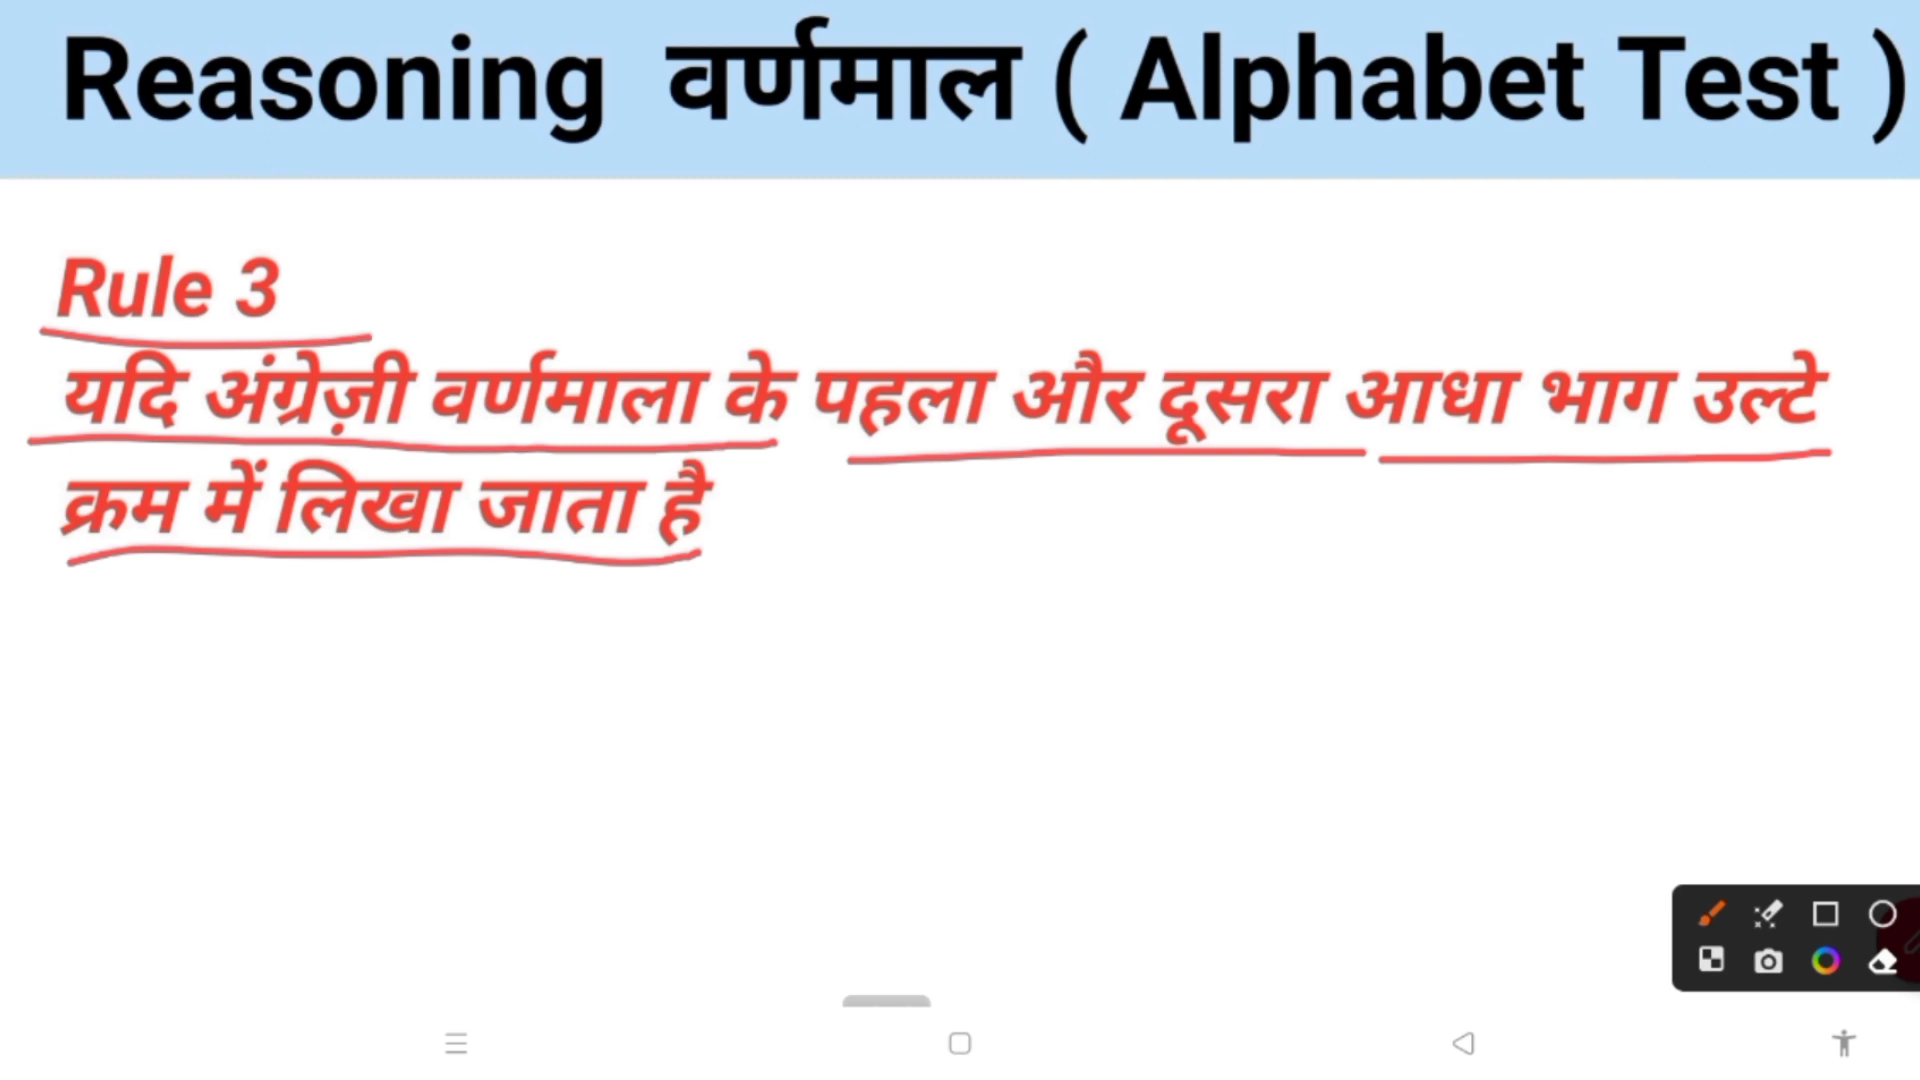 Reasoning वर्णमाल ( Alphabet Test )
Rule 3
यदि अंग्रेज़ी वर्णमाला के पहला और दूसरा आधा भाग उल्टे
क्रम में लिखा जाता है